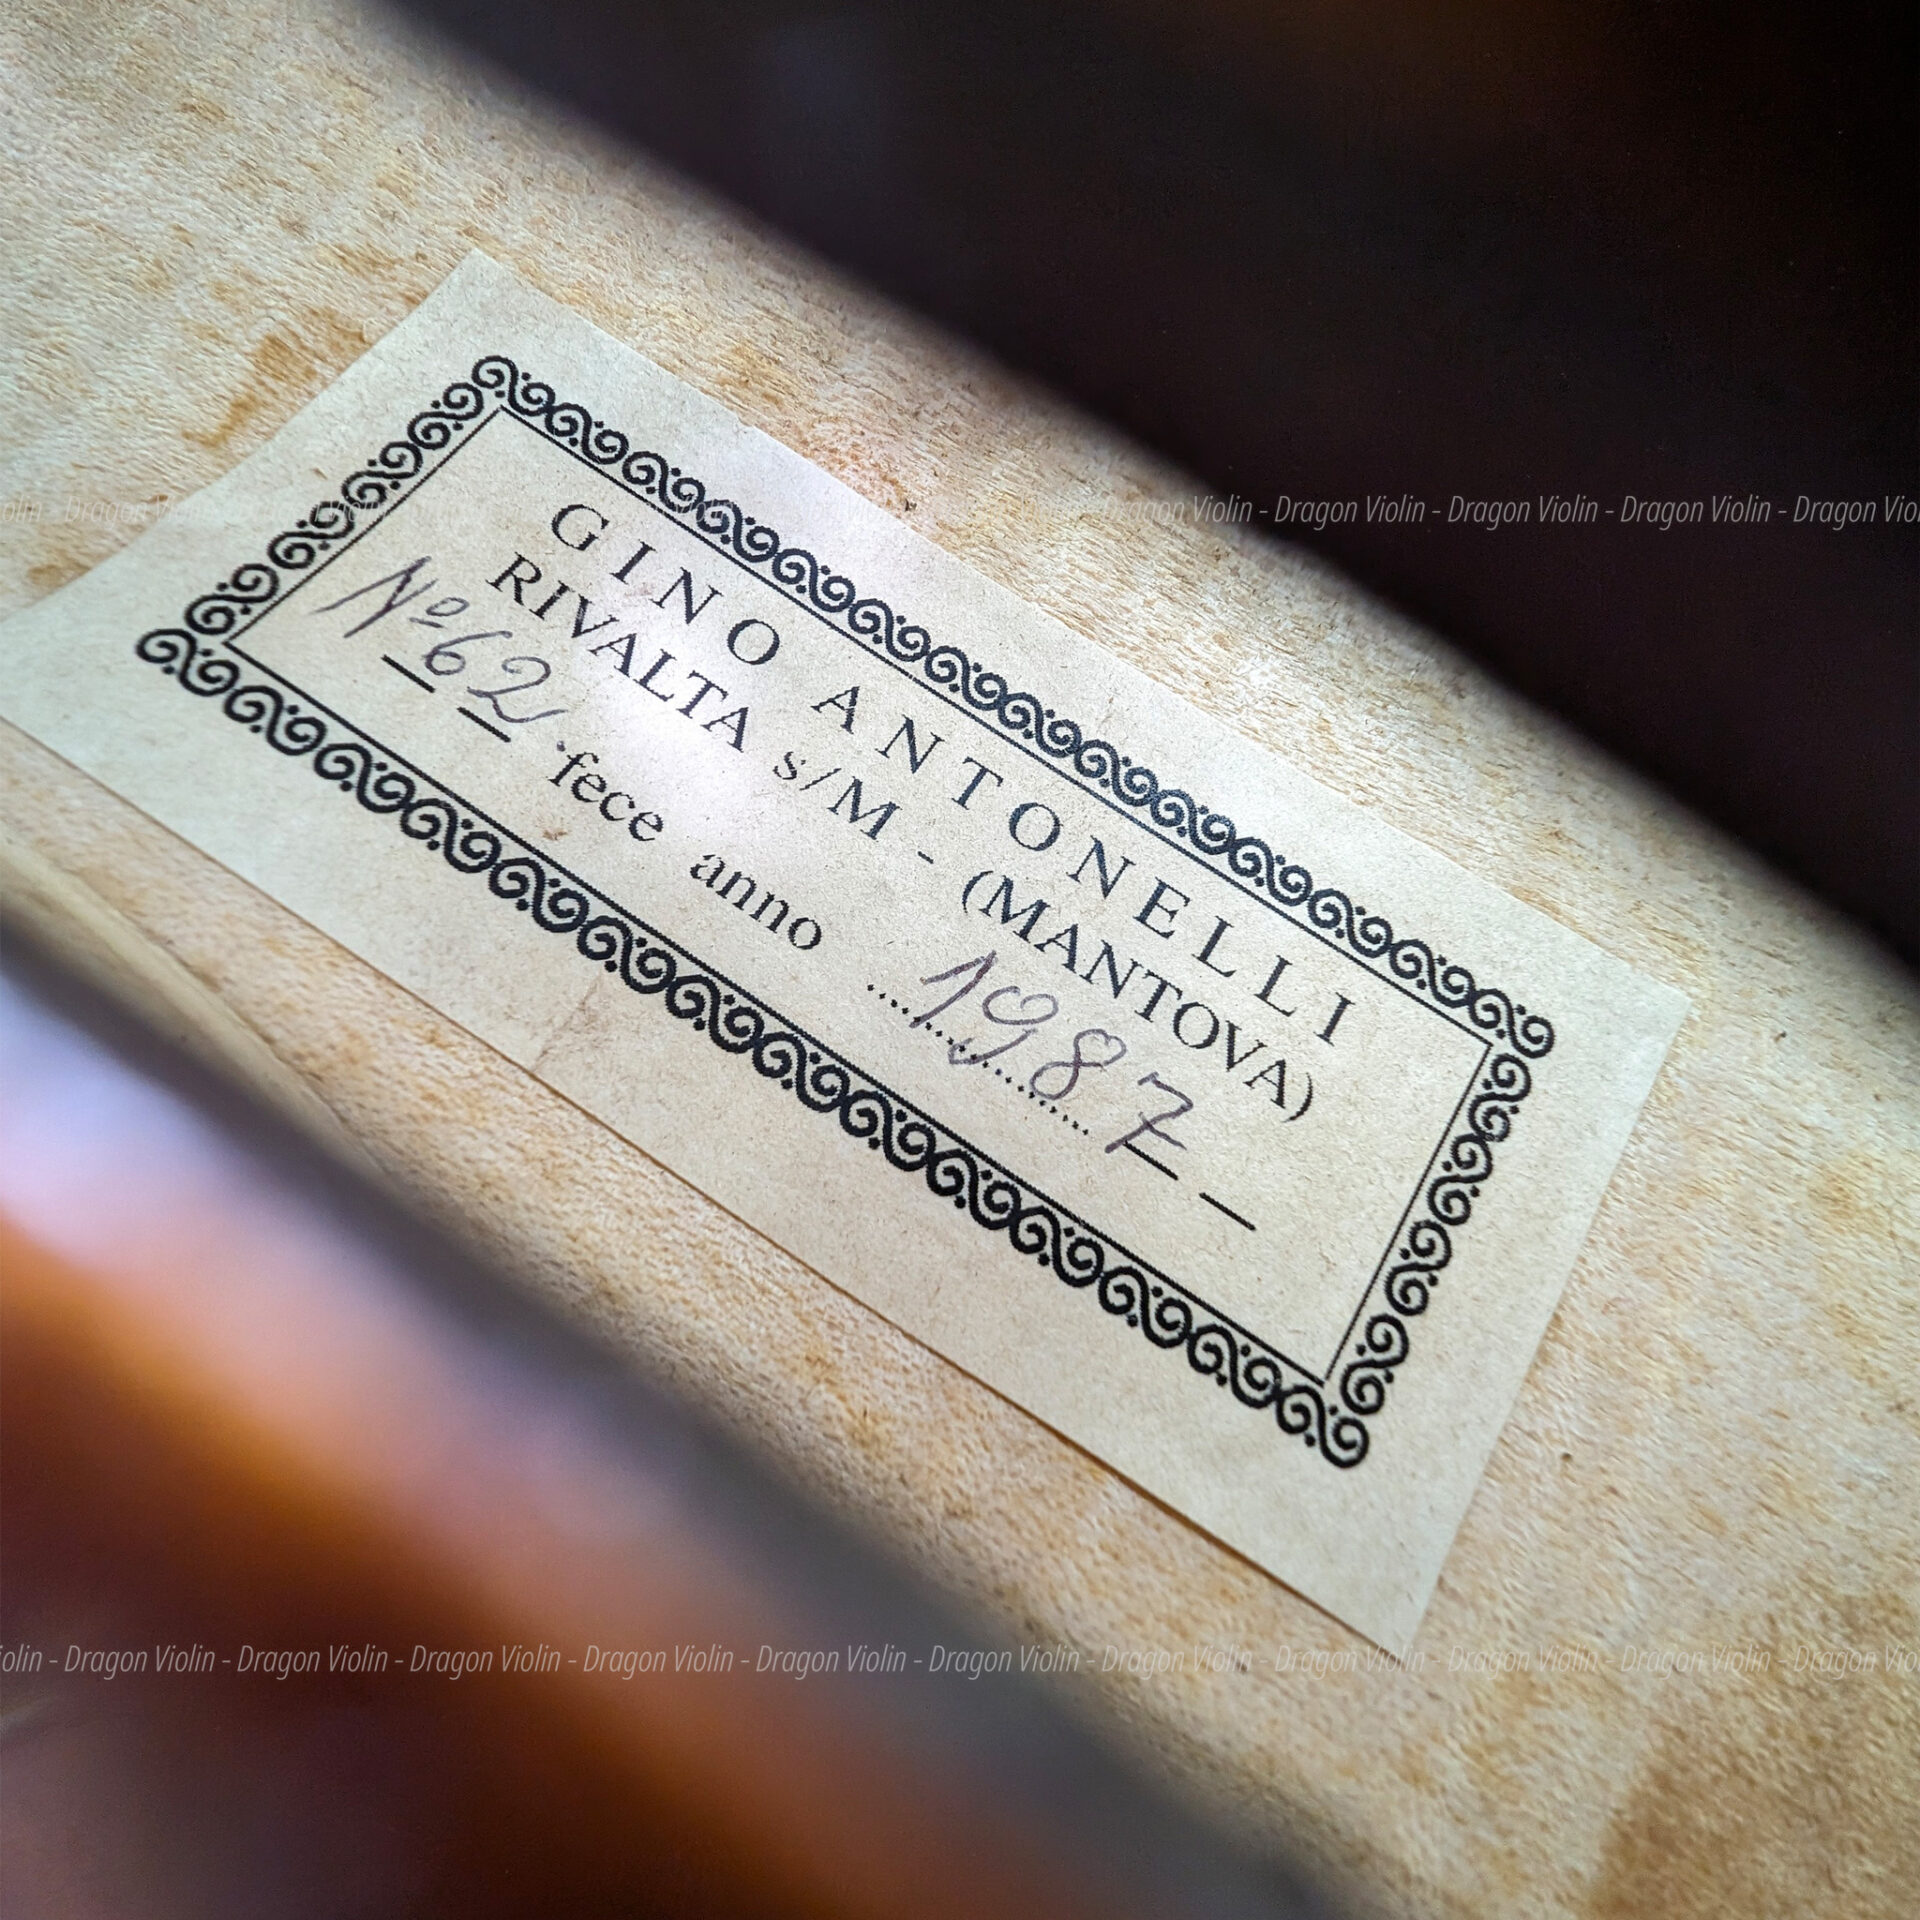 GINO ANTONELLI
RIVALTA s/M - (MANTOVA)
Nº 62 fece anno 1987
Dragon Violin - Dragon Violin - Dragon Violin - Dragon Violin - Dragon
Violin - Dragon Violin - Dragon Violin - Dragon Violin - Dragon Violin - Dragon Violin - Dragon Violin - Dragon Violin - Dragon Violin - Dragon Violin - Dragon